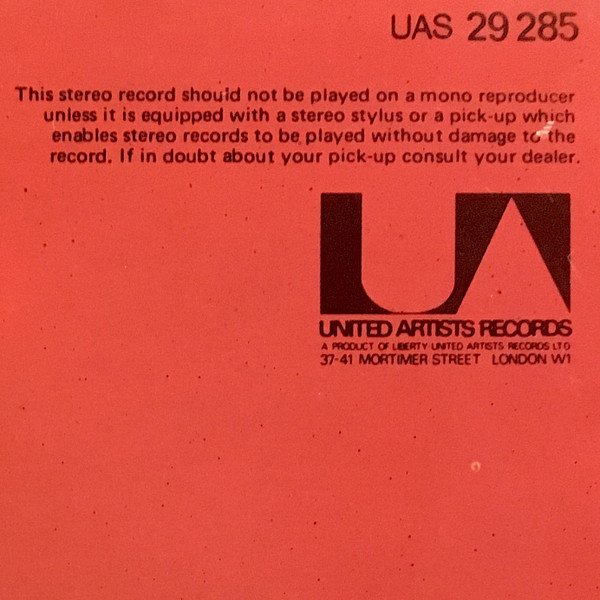 UAS 29 285
This stereo record should not be played on a mono reproducer
unless it is equipped with a stereo stylus or a pick-up which
enables stereo records to be played without damage to the
record. If in doubt about your pick-up consult your dealer.
UA
UNITED ARTISTS RECORDS
A PRODUCT OF LIBERTY/UNITED ARTISTS RECORDS LTD
37-41 MORTIMER STREET LONDON W1